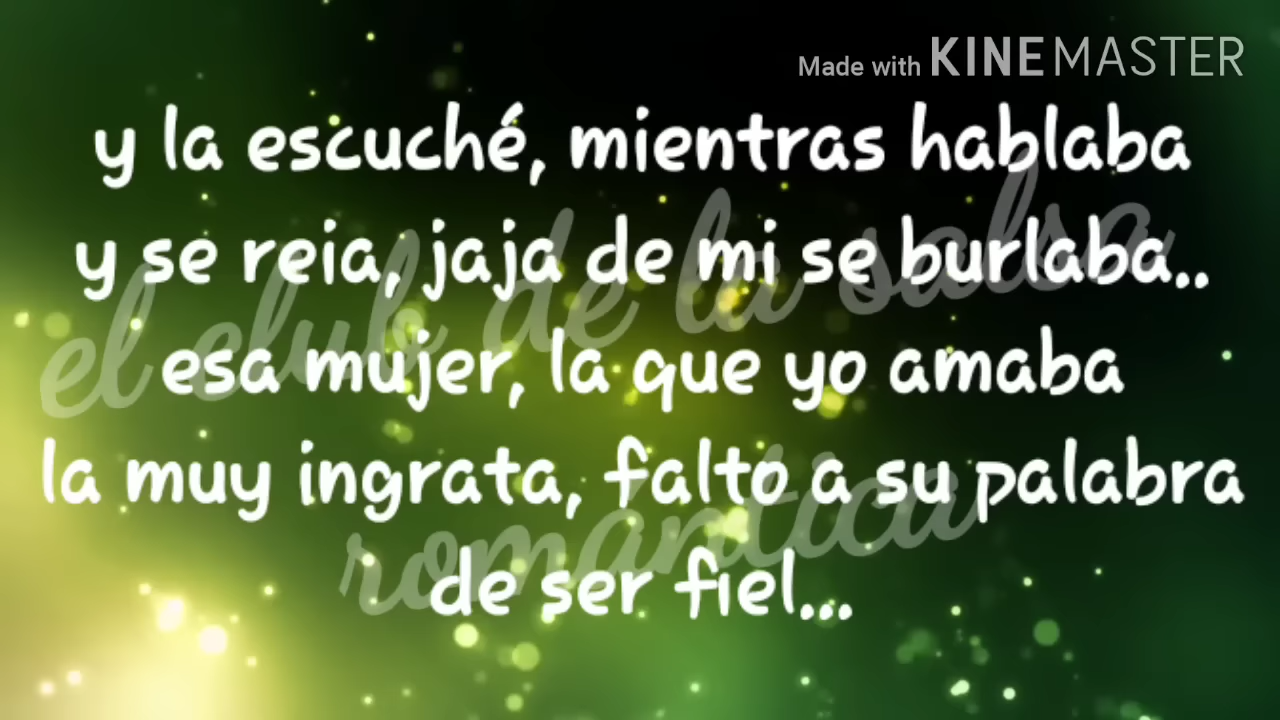 Made with KINEMASTER
y la escuché, mientras hablaba
y se reia, jaja de mi se burlaba..
esa mujer, la que yo amaba
la muy ingrata, falto a su palabra
de ser fiel...
el club de la salsa
romántica